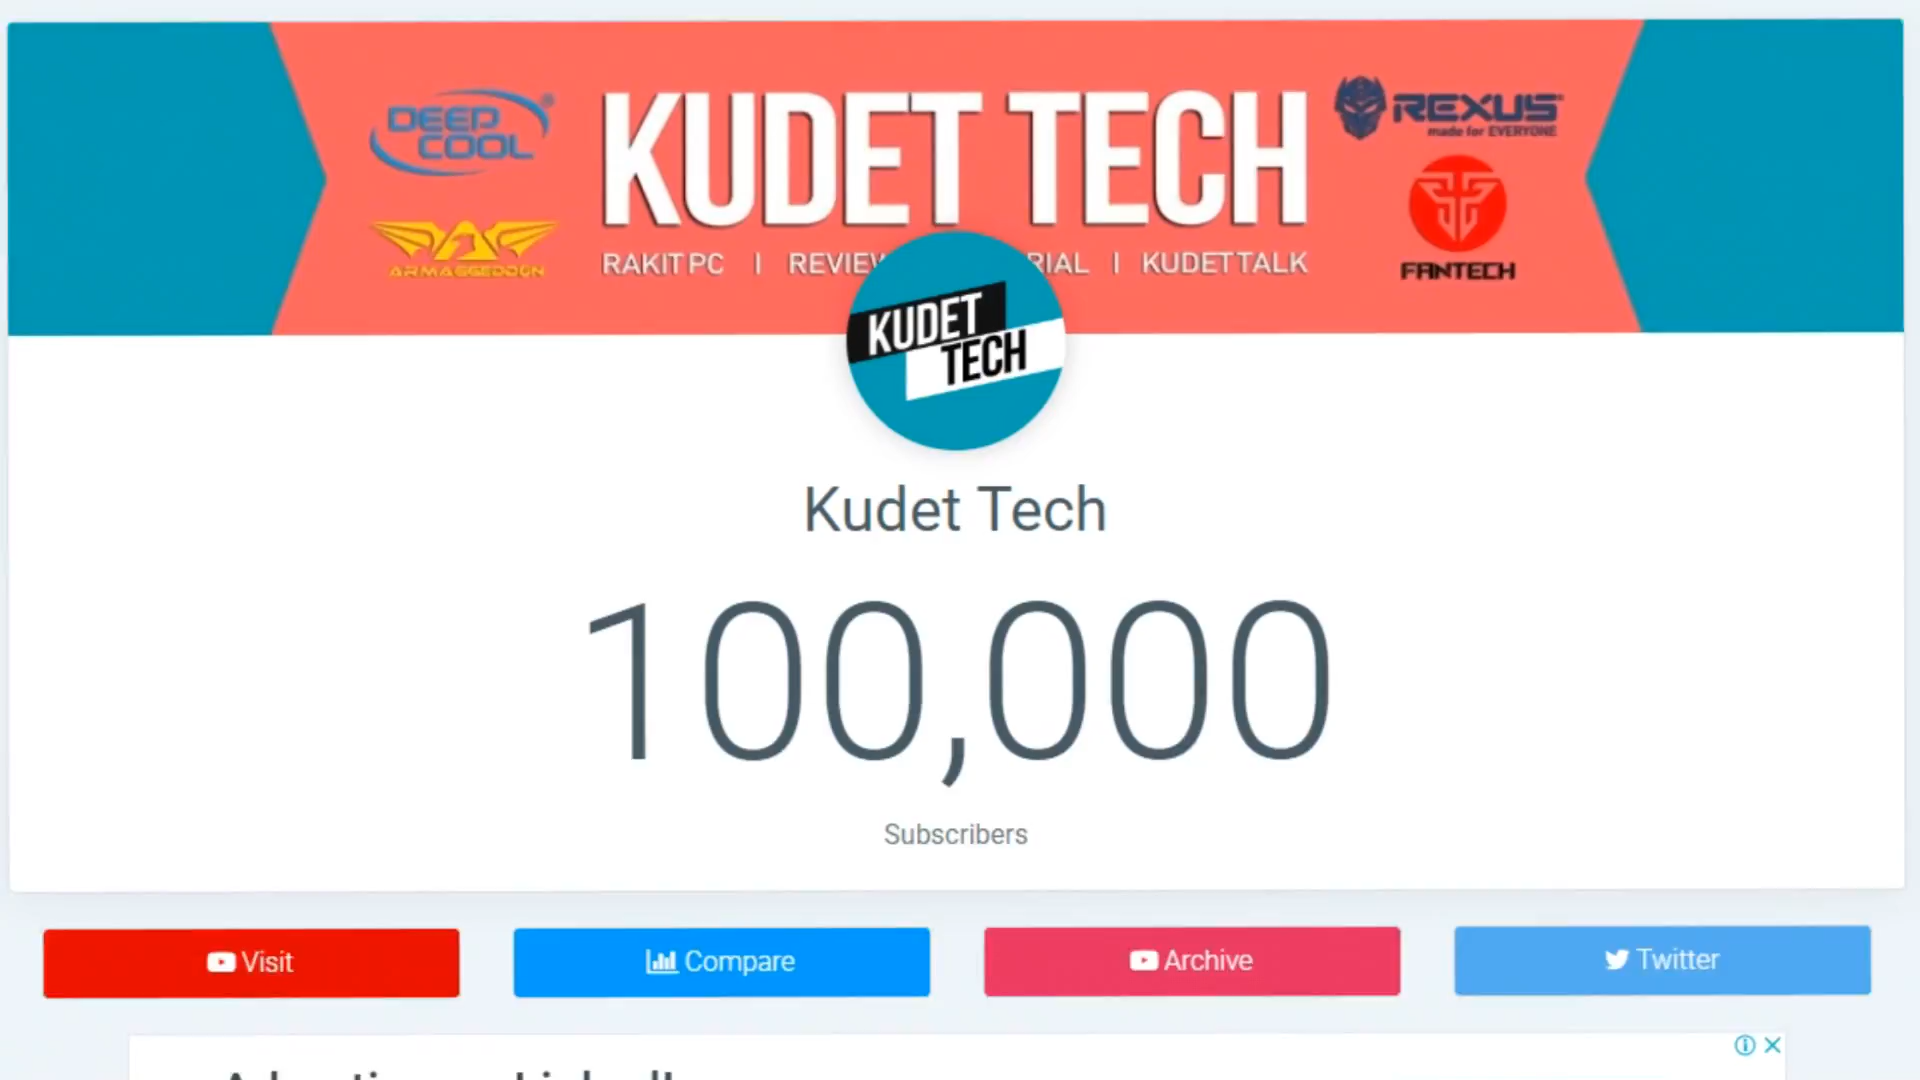 DEEP
COOL
ARMAGGEDDON
KUDET TECH
RAKIT PC | REVIEW | KUDETTALK
REXUS
made for EVERYONE
FANTECH
KUDET
TECH
Kudet Tech
100,000
Subscribers
Visit
Compare
Archive
Twitter